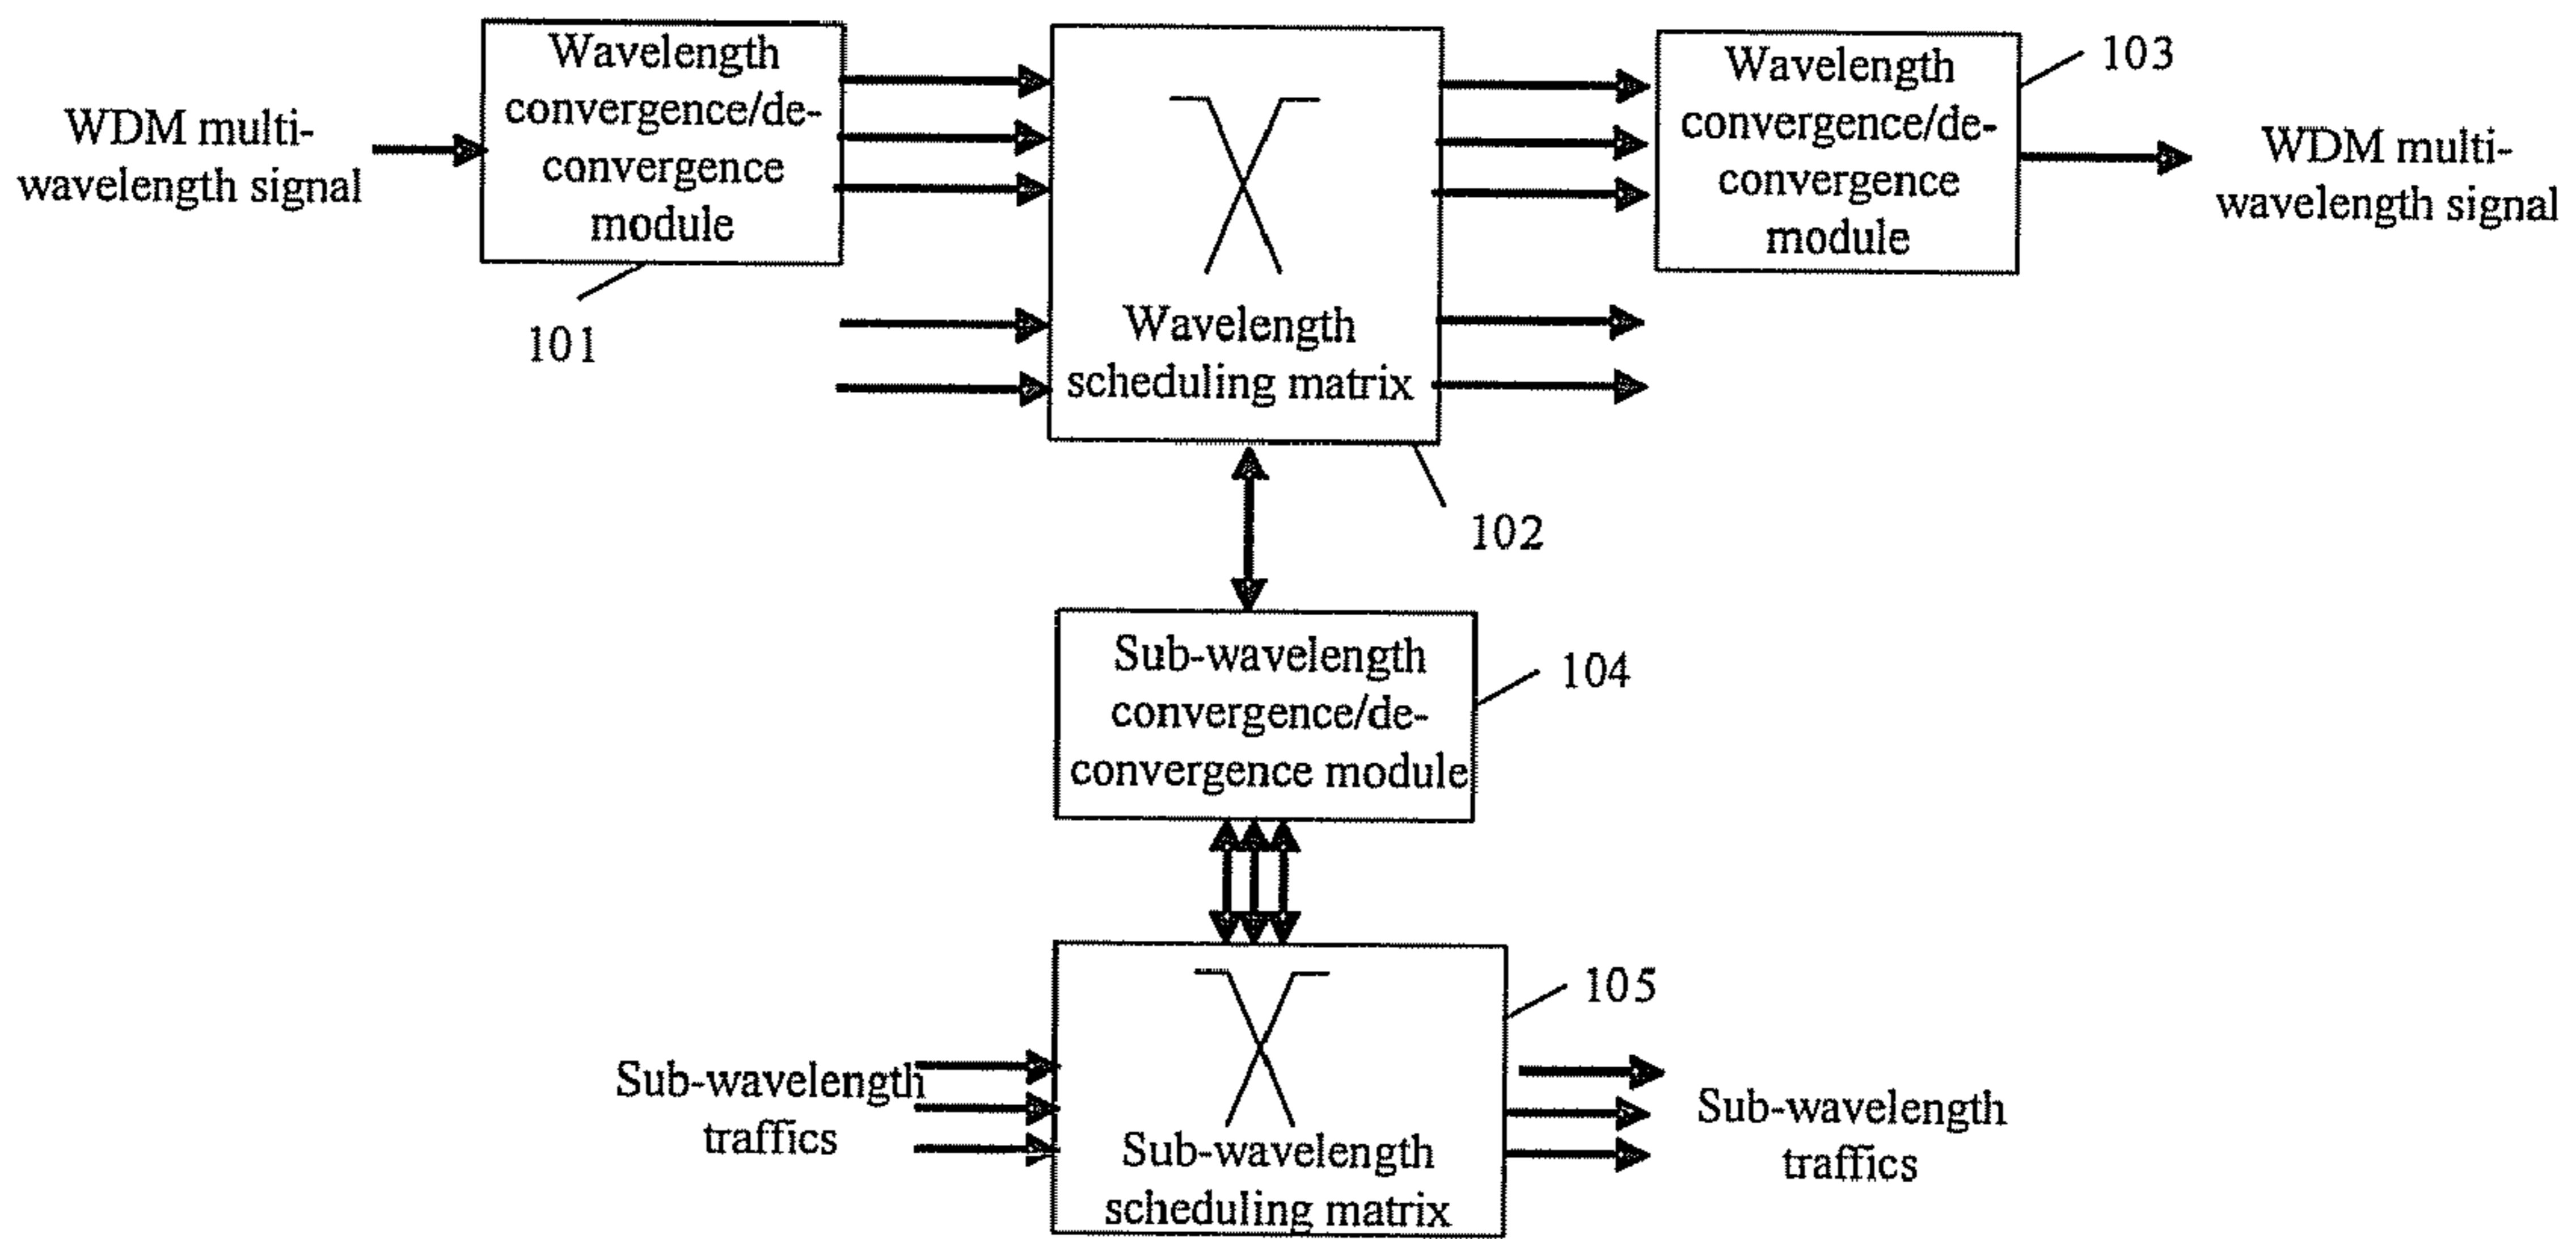 WDM multi-
wavelength signal
Wavelength
convergence/de-
convergence
module
101
Wavelength
scheduling matrix
102
Wavelength
convergence/de-
convergence
module
103
WDM multi-
wavelength signal
Sub-wavelength
convergence/de-
convergence module
104
Sub-wavelength
traffics
Sub-wavelength
scheduling matrix
105
Sub-wavelength
traffics